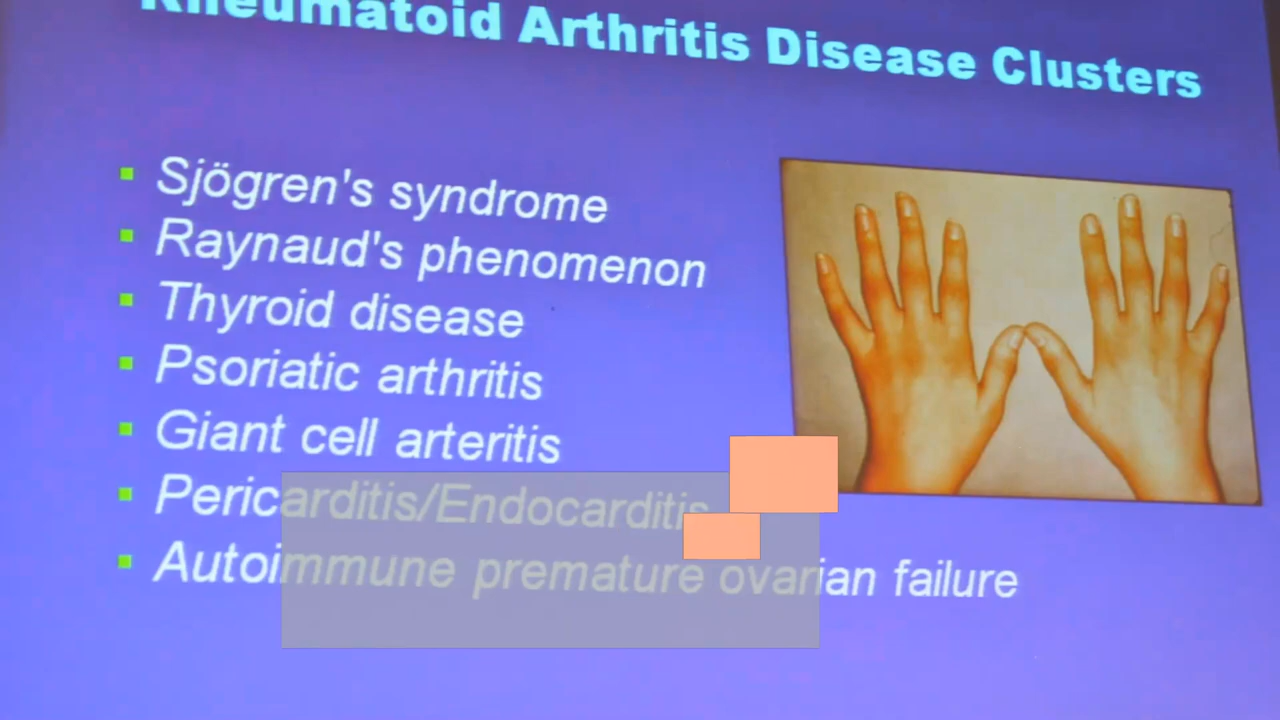 Rheumatoid Arthritis Disease Clusters
Sjögren's syndrome
Raynaud's phenomenon
Thyroid disease
Psoriatic arthritis
Giant cell arteritis
Pericarditis/Endocarditis
Autoimmune premature ovarian failure